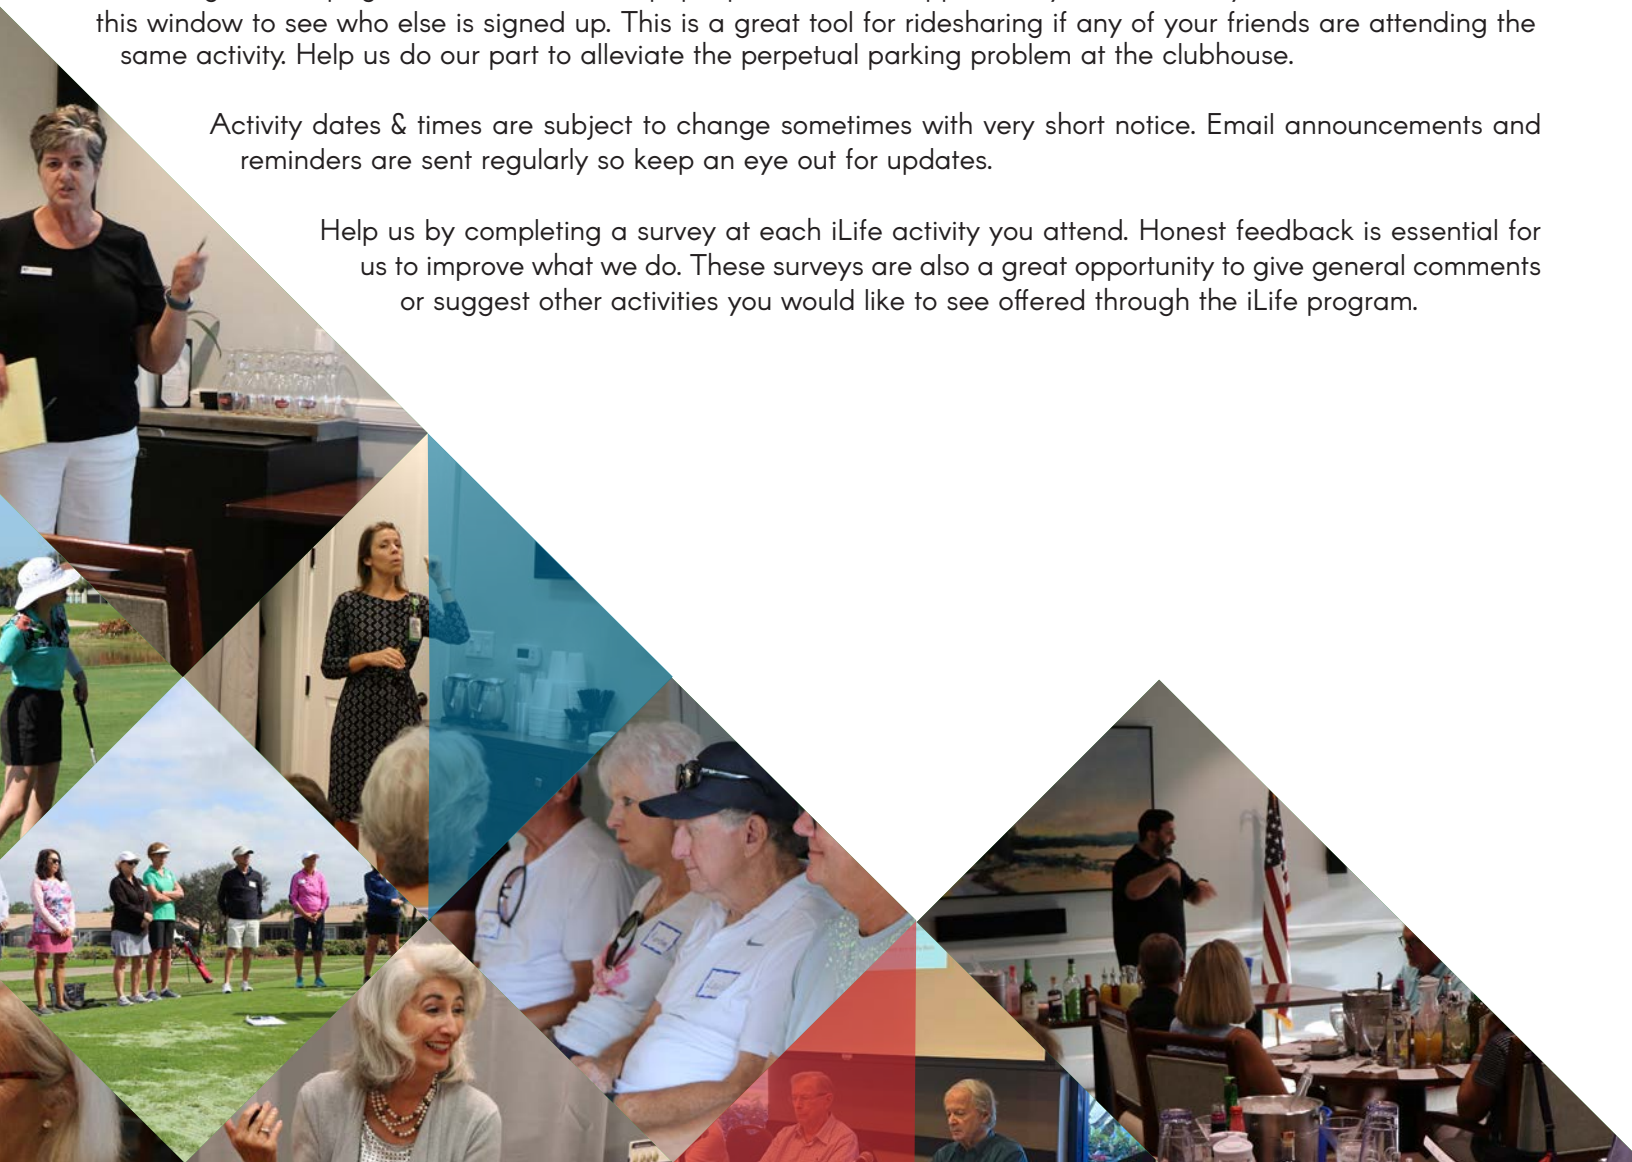 this window to see who else is signed up. This is a great tool for ridesharing if any of your friends are attending the
same activity. Help us do our part to alleviate the perpetual parking problem at the clubhouse.
Activity dates & times are subject to change sometimes with very short notice. Email announcements and
reminders are sent regularly so keep an eye out for updates.
Help us by completing a survey at each iLife activity you attend. Honest feedback is essential for
us to improve what we do. These surveys are also a great opportunity to give general comments
or suggest other activities you would like to see offered through the iLife program.